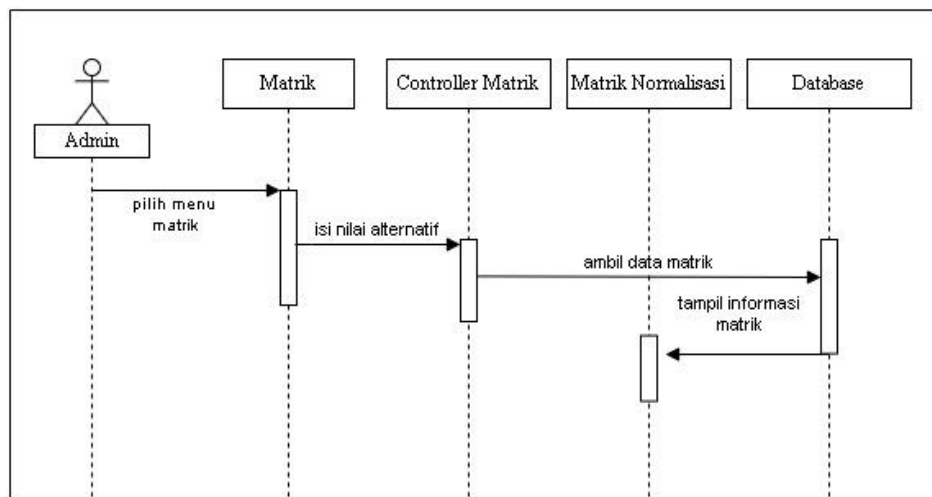 Admin
Matrik
Controller Matrik
Matrik Normalisasi
Database
pilih menu
matrik
isi nilai alternatif
ambil data matrik
tampil informasi
matrik